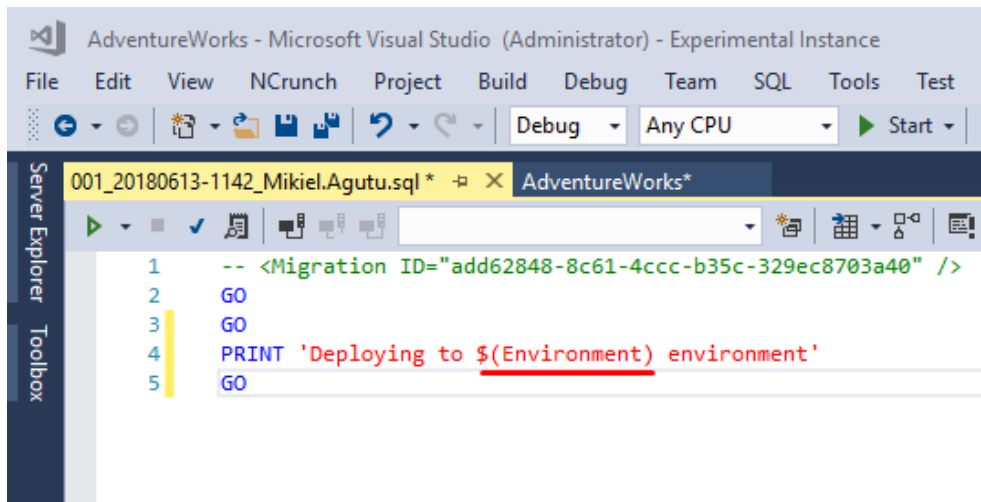 AdventureWorks - Microsoft Visual Studio (Administrator) - Experimental Instance
File Edit View NCrunch Project Build Debug Team SQL Tools Test
Debug Any CPU Start
Server Explorer
Toolbox
001_20180613-1142_Mikiel.Agutu.sql* AdventureWorks*
1 -- <Migration ID="add62848-8c61-4ccc-b35c-329ec8703a40" />
2 GO
3 GO
4 PRINT 'Deploying to $(Environment) environment'
5 GO